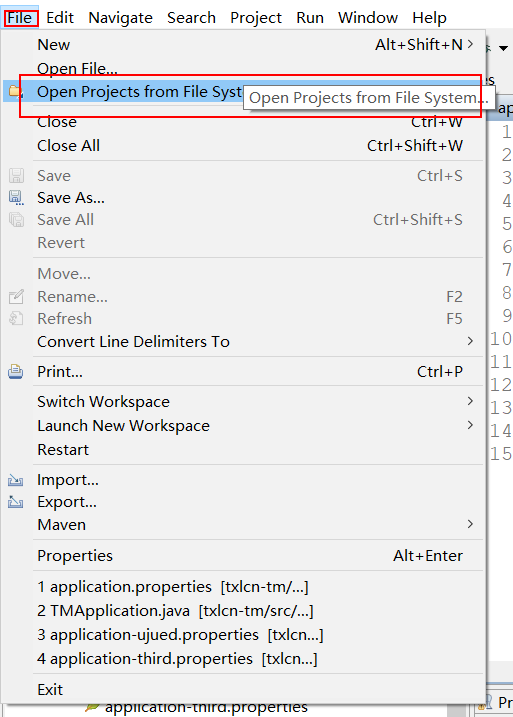 File Edit Navigate Search Project Run Window Help
New Alt+Shift+N
Open File...
Open Projects from File Syst
Open Projects from File System...
es
Close Ctrl+W
ap
Close All Ctrl+Shift+W
1
2
Save Ctrl+S
3
Save As...
4
Save All Ctrl+Shift+S
5
Revert
6
Move...
7
Rename... F2
8
Refresh F5
9
Convert Line Delimiters To
10
Print... Ctrl+P
11
12
Switch Workspace
13
Launch New Workspace
14
Restart
15
Import...
Export...
Maven
Properties Alt+Enter
1 application.properties [txlcn-tm/...]
2 TMApplication.java [txlcn-tm/src/...]
3 application-ujued.properties [txlcn...]
4 application-third.properties [txlcn...]
Exit
Pr
application-third.properties